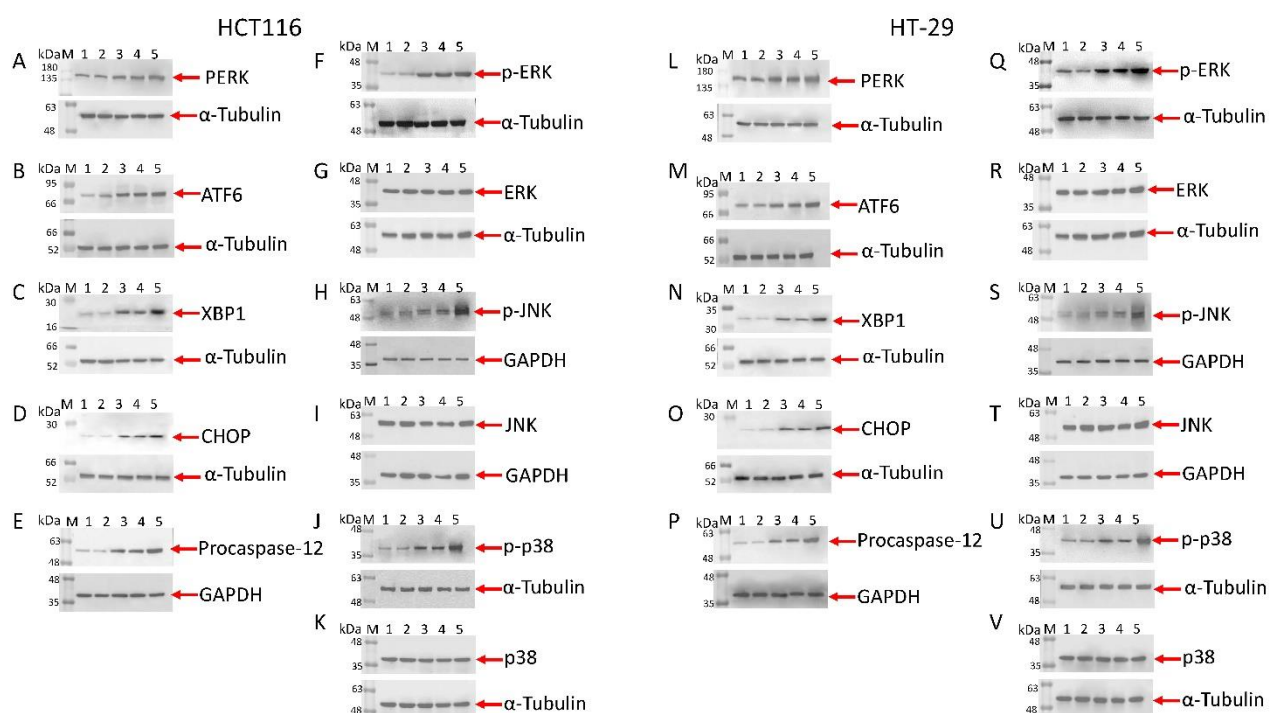 HCT116
A
kDa M 1 2 3 4 5
180
135
PERK
63
48
α-Tubulin
B
kDa M 1 2 3 4 5
95
66
ATF6
66
52
α-Tubulin
C
kDa M 1 2 3 4 5
30
16
XBP1
66
52
α-Tubulin
D
kDa M 1 2 3 4 5
30
CHOP
66
52
α-Tubulin
E
kDa M 1 2 3 4 5
63
48
Procaspase-12
48
35
GAPDH
F
kDa M 1 2 3 4 5
48
35
p-ERK
63
48
α-Tubulin
G
kDa M 1 2 3 4 5
48
35
ERK
63
48
α-Tubulin
H
kDa M 1 2 3 4 5
63
48
p-JNK
48
35
GAPDH
I
kDa M 1 2 3 4 5
63
48
JNK
48
35
GAPDH
J
kDa M 1 2 3 4 5
48
35
p-p38
63
48
α-Tubulin
K
kDa M 1 2 3 4 5
48
35
p38
63
48
α-Tubulin
HT-29
L
kDa M 1 2 3 4 5
180
135
PERK
63
48
α-Tubulin
M
kDa M 1 2 3 4 5
95
66
ATF6
66
52
α-Tubulin
N
kDa M 1 2 3 4 5
35
30
XBP1
66
52
α-Tubulin
O
kDa M 1 2 3 4 5
30
CHOP
66
52
α-Tubulin
P
kDa M 1 2 3 4 5
63
48
Procaspase-12
48
35
GAPDH
Q
kDa M 1 2 3 4 5
48
35
p-ERK
63
48
α-Tubulin
R
kDa M 1 2 3 4 5
48
35
ERK
63
48
α-Tubulin
S
kDa M 1 2 3 4 5
63
48
p-JNK
48
35
GAPDH
T
kDa M 1 2 3 4 5
63
48
JNK
48
35
GAPDH
U
kDa M 1 2 3 4 5
48
35
p-p38
63
48
α-Tubulin
V
kDa M 1 2 3 4 5
48
35
p38
63
48
α-Tubulin